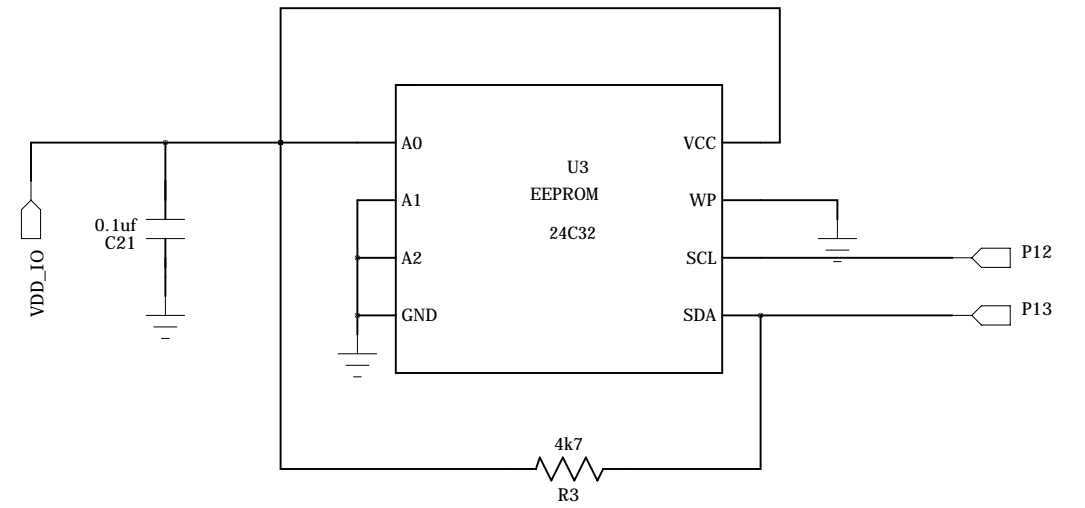 A0
VCC
U3
EEPROM
A1
WP
0.1uf
C21
24C32
VDD_IO
A2
SCL
P12
GND
SDA
P13
4k7
R3